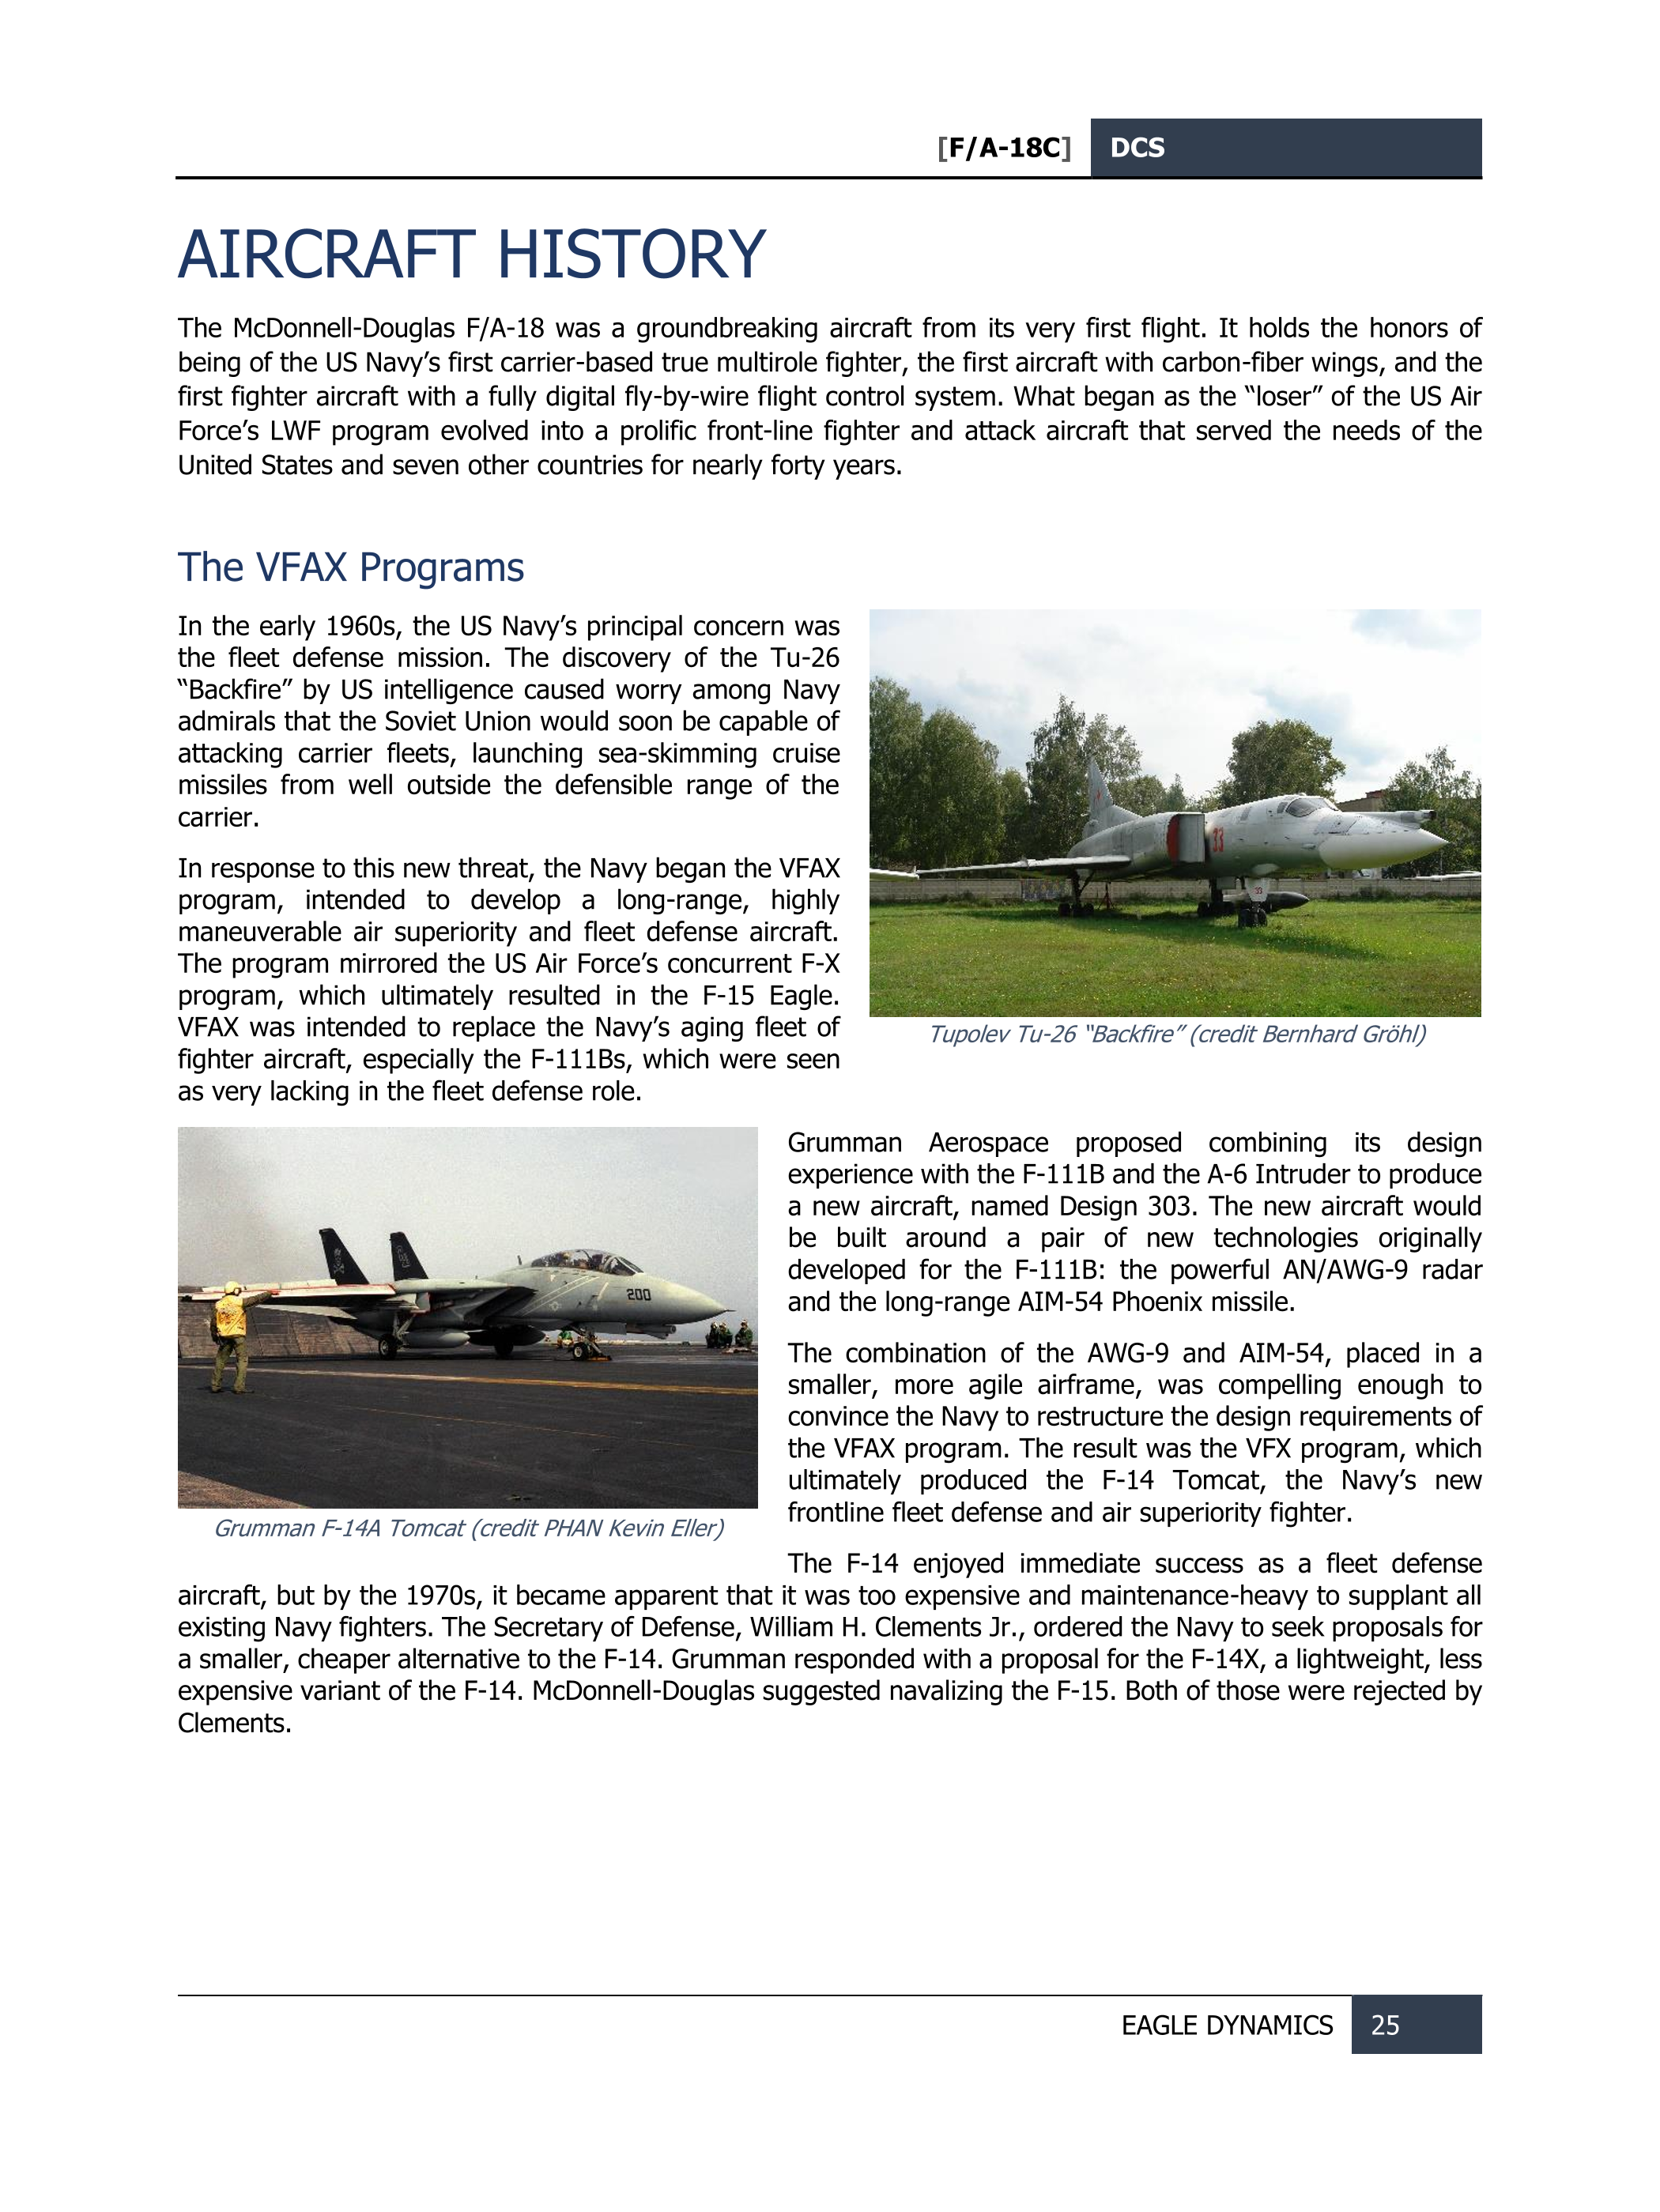 [F/A-18C] DCS
AIRCRAFT HISTORY
The McDonnell-Douglas F/A-18 was a groundbreaking aircraft from its very first flight. It holds the honors of
being of the US Navy’s first carrier-based true multirole fighter, the first aircraft with carbon-fiber wings, and the
first fighter aircraft with a fully digital fly-by-wire flight control system. What began as the “loser” of the US Air
Force’s LWF program evolved into a prolific front-line fighter and attack aircraft that served the needs of the
United States and seven other countries for nearly forty years.
The VFAX Programs
In the early 1960s, the US Navy’s principal concern was
the fleet defense mission. The discovery of the Tu-26
“Backfire” by US intelligence caused worry among Navy
admirals that the Soviet Union would soon be capable of
attacking carrier fleets, launching sea-skimming cruise
missiles from well outside the defensible range of the
carrier.
In response to this new threat, the Navy began the VFAX
program, intended to develop a long-range, highly
maneuverable air superiority and fleet defense aircraft.
The program mirrored the US Air Force’s concurrent F-X
program, which ultimately resulted in the F-15 Eagle.
VFAX was intended to replace the Navy’s aging fleet of
fighter aircraft, especially the F-111Bs, which were seen
as very lacking in the fleet defense role.
33
33
Tupolev Tu-26 “Backfire” (credit Bernhard Gröhl)
200
Grumman F-14A Tomcat (credit PHAN Kevin Eller)
Grumman Aerospace proposed combining its design
experience with the F-111B and the A-6 Intruder to produce
a new aircraft, named Design 303. The new aircraft would
be built around a pair of new technologies originally
developed for the F-111B: the powerful AN/AWG-9 radar
and the long-range AIM-54 Phoenix missile.
The combination of the AWG-9 and AIM-54, placed in a
smaller, more agile airframe, was compelling enough to
convince the Navy to restructure the design requirements of
the VFAX program. The result was the VFX program, which
ultimately produced the F-14 Tomcat, the Navy’s new
frontline fleet defense and air superiority fighter.
The F-14 enjoyed immediate success as a fleet defense
aircraft, but by the 1970s, it became apparent that it was too expensive and maintenance-heavy to supplant all
existing Navy fighters. The Secretary of Defense, William H. Clements Jr., ordered the Navy to seek proposals for
a smaller, cheaper alternative to the F-14. Grumman responded with a proposal for the F-14X, a lightweight, less
expensive variant of the F-14. McDonnell-Douglas suggested navalizing the F-15. Both of those were rejected by
Clements.
EAGLE DYNAMICS 25